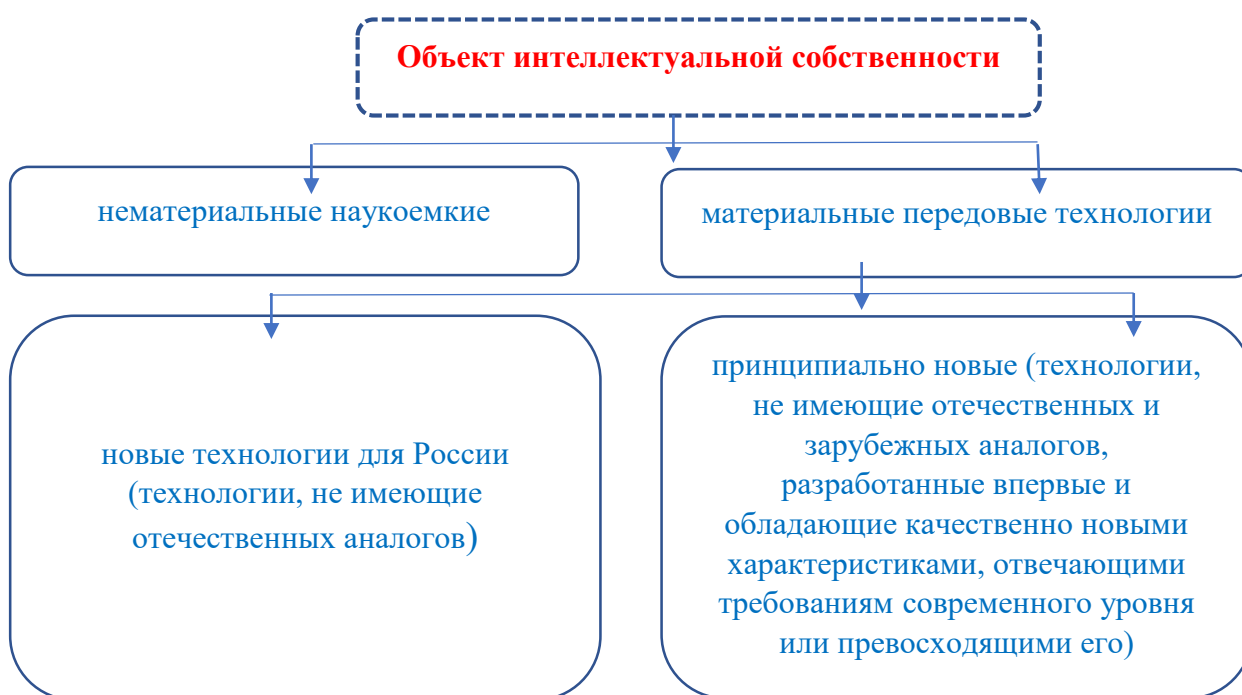 Объект интеллектуальной собственности
нематериальные наукоемкие
материальные передовые технологии
новые технологии для России
(технологии, не имеющие
отечественных аналогов)
принципиально новые (технологии,
не имеющие отечественных и
зарубежных аналогов,
разработанные впервые и
обладающие качественно новыми
характеристиками, отвечающими
требованиям современного уровня
или превосходящими его)